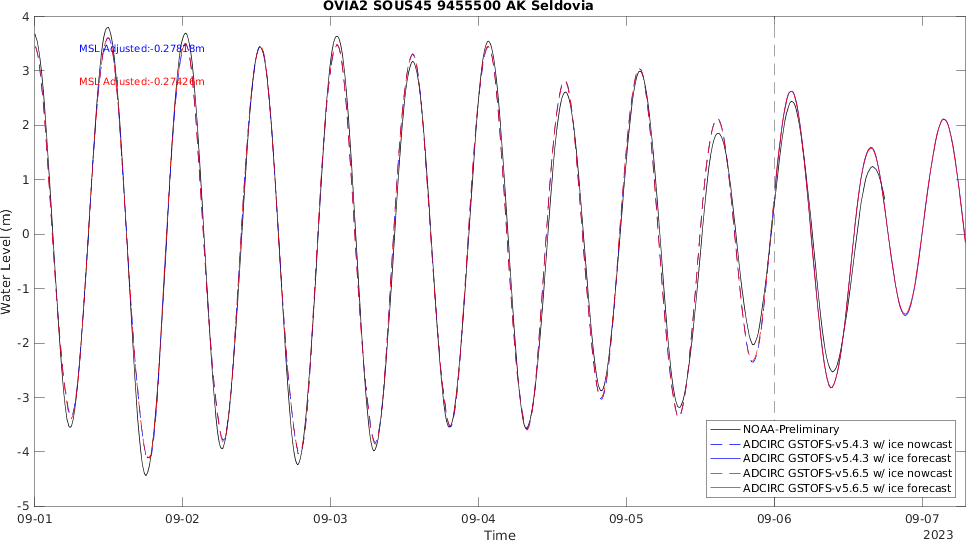 OVIA2 SOUS45 9455500 AK Seldovia
MSL Adjusted:-0.27818m
MSL Adjusted:-0.27426m
4
3
2
1
0
-1
-2
-3
-4
-5
Water Level (m)
09-01
09-02
09-03
09-04
09-05
09-06
09-07
Time
2023
NOAA-Preliminary
ADCIRC GSTOFS-v5.4.3 w/ ice nowcast
ADCIRC GSTOFS-v5.4.3 w/ ice forecast
ADCIRC GSTOFS-v5.6.5 w/ ice nowcast
ADCIRC GSTOFS-v5.6.5 w/ ice forecast